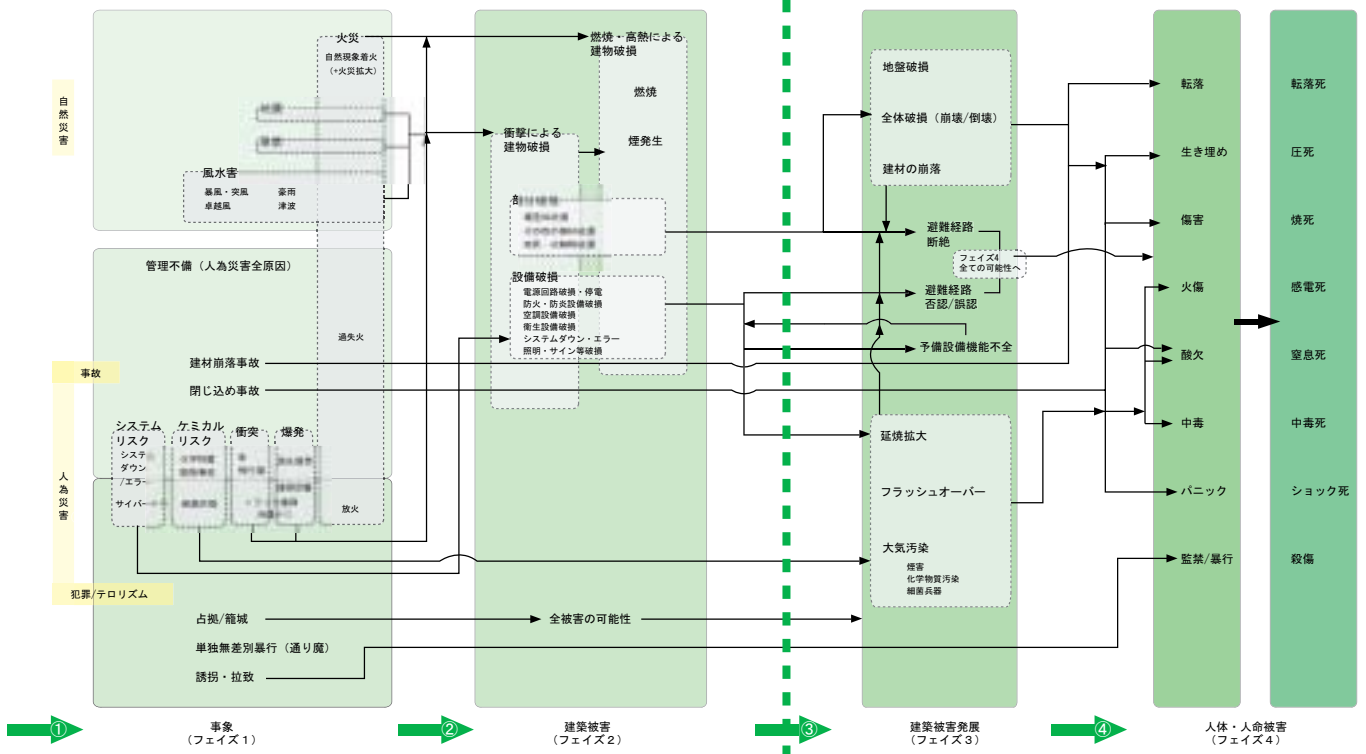 自然災害
火災
自然現象着火
(+火災拡大)
風水害
暴風・突風 豪雨
卓越風 津波
管理不備(人為災害全原因)
過失火
事故
建材崩落事故
閉じ込め事故
人為災害
システム
リスク
システ
ダウン
/エラー
サイバー
ケミカル
リスク
衝突
爆発
放火
犯罪/テロリズム
占拠/籠城
単独無差別暴行(通り魔)
誘拐・拉致
燃焼・高熱による
建物破損
燃焼
煙発生
衝撃による
建物破損
設備破損
電源回路破損・停電
防火・防炎設備破損
空調設備破損
衛生設備破損
システムダウン・エラー
照明・サイン等破損
全被害の可能性
地盤破損
全体破損(崩壊/倒壊)
建材の崩落
避難経路
断絶
フェイズ4
全ての可能性へ
避難経路
否認/誤認
予備設備機能不全
延焼拡大
フラッシュオーバー
大気汚染
煙害
化学物質汚染
細菌兵器
転落
生き埋め
傷害
火傷
酸欠
中毒
パニック
監禁/暴行
転落死
圧死
焼死
感電死
窒息死
中毒死
ショック死
殺傷
①
事象
(フェイズ1)
②
建築被害
(フェイズ2)
③
建築被害発展
(フェイズ3)
④
人体・人命被害
(フェイズ4)